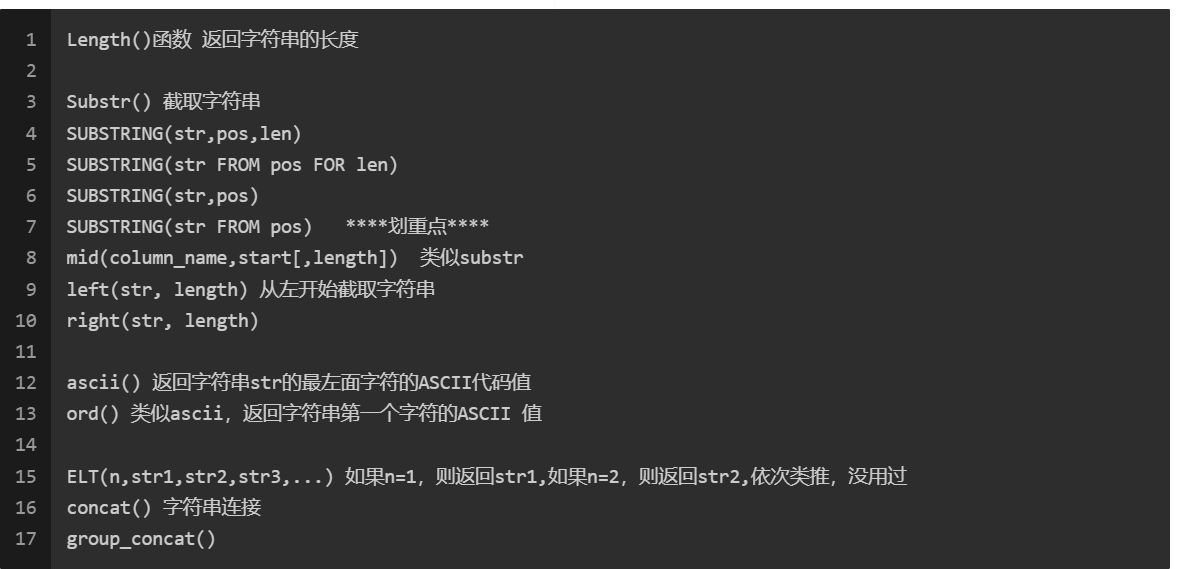 1 Length()函数 返回字符串的长度
2
3 Substr() 截取字符串
4 SUBSTRING(str,pos,len)
5 SUBSTRING(str FROM pos FOR len)
6 SUBSTRING(str,pos)
7 SUBSTRING(str FROM pos)   ****划重点****
8 mid(column_name,start[,length])  类似substr
9 left(str, length) 从左开始截取字符串
10 right(str, length)
11
12 ascii() 返回字符串str的最左面字符的ASCII代码值
13 ord() 类似ascii，返回字符串第一个字符的ASCII 值
14
15 ELT(n,str1,str2,str3,...) 如果n=1，则返回str1,如果n=2，则返回str2,依次类推，没用过
16 concat() 字符串连接
17 group_concat()